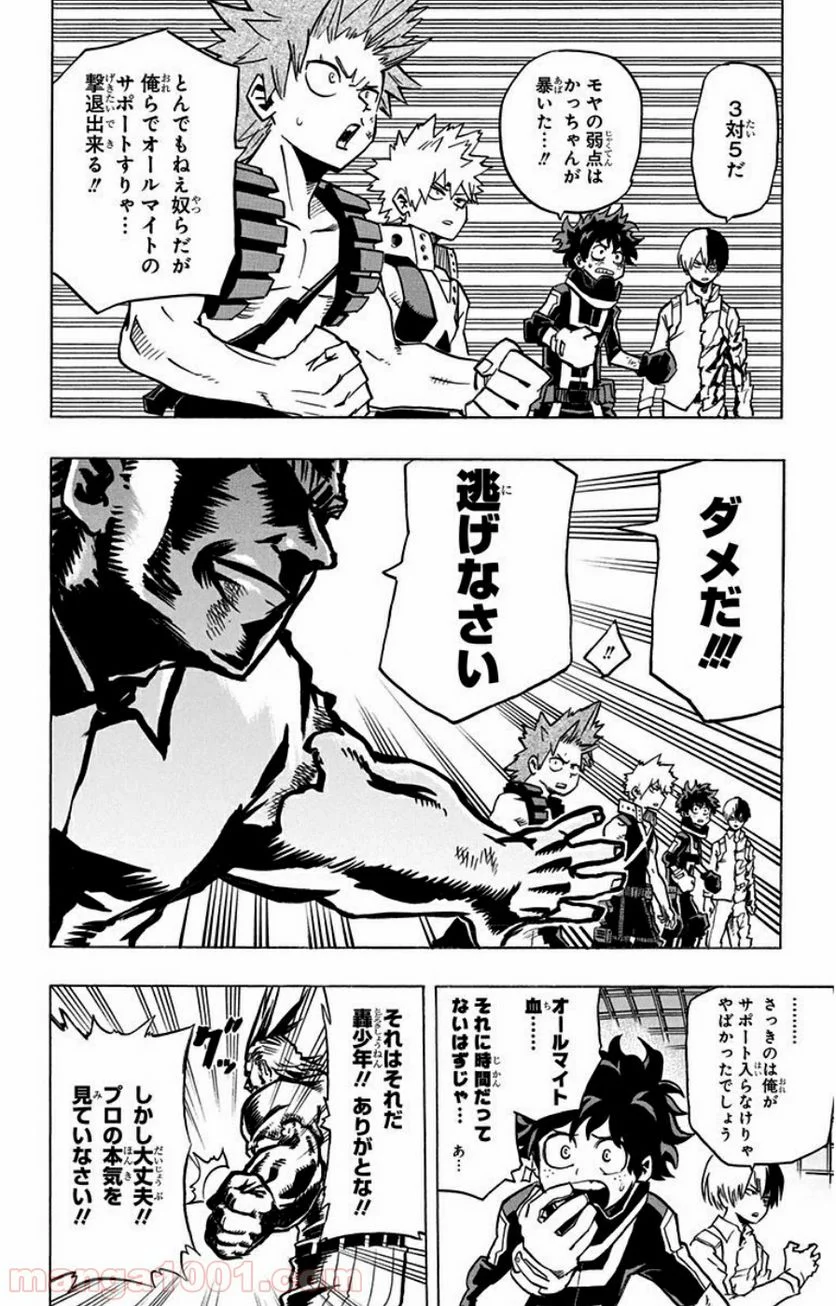 ３対５だ
モヤの弱点は
かっちゃんが
暴いた…!!
とんでもねえ奴らだが
俺らでオールマイトの
サポートすりゃ…
撃退出来る!!
ダメだ!!!
逃げなさい
!!
………
さっきのは俺が
サポート入らなけりゃ
やばかったでしょう
オールマイト
血……
それに時間だって
ないはずじゃ…
あ…
それはそれだ
轟少年!! ありがとな!!
グッ
しかし大丈夫!!
プロの本気を
見ていなさい!!
manga1001.com